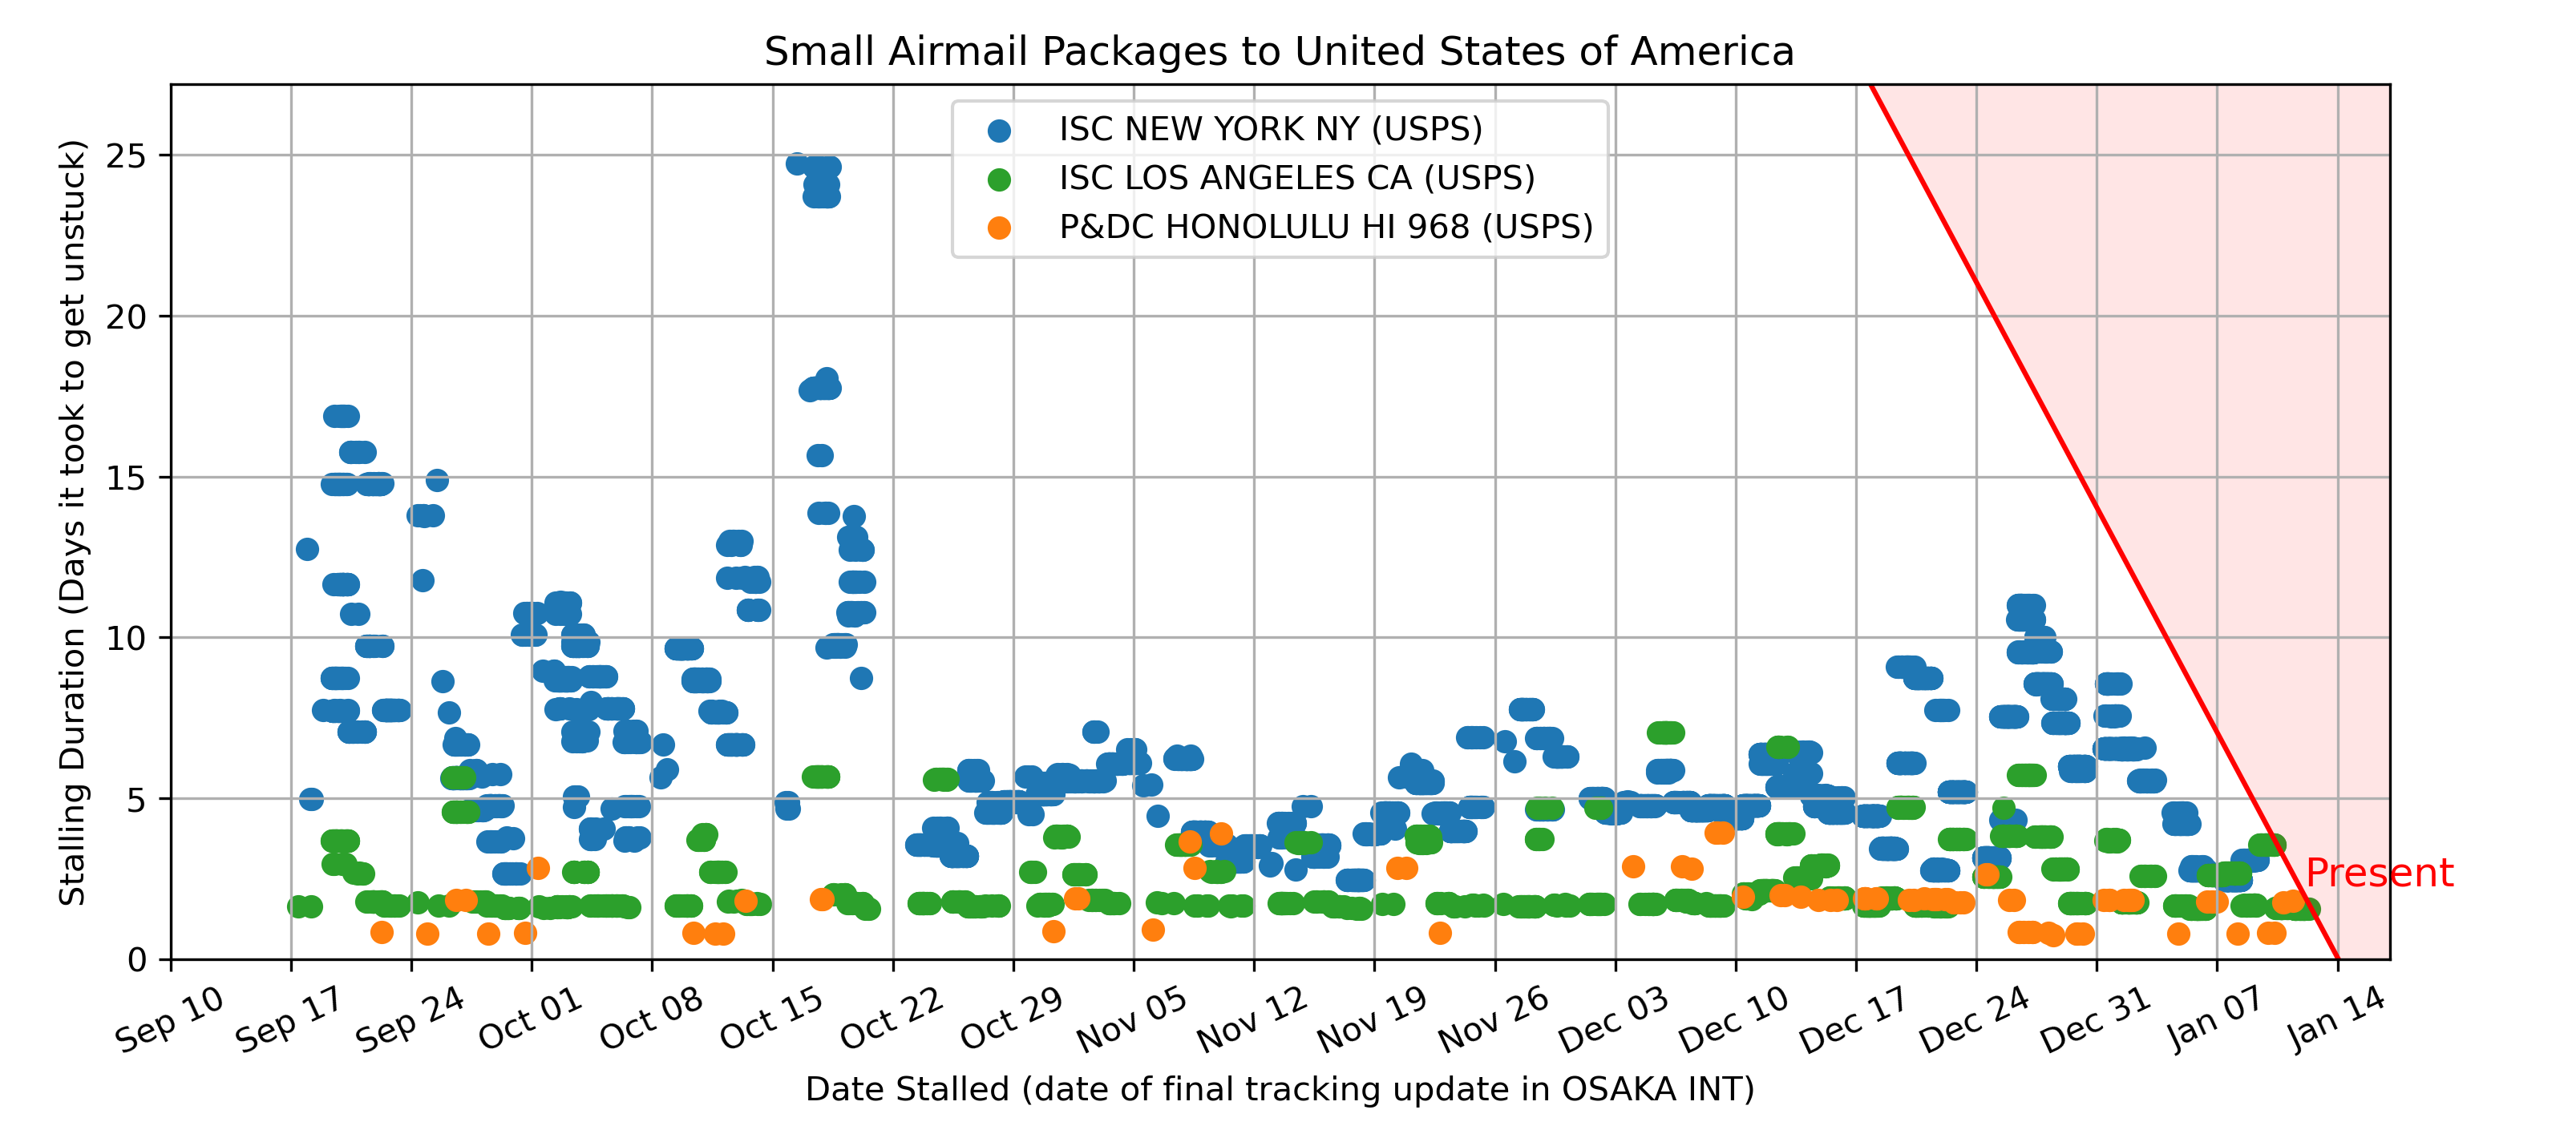 Small Airmail Packages to United States of America
ISC NEW YORK NY (USPS)
ISC LOS ANGELES CA (USPS)
P&DC HONOLULU HI 968 (USPS)
Stalling Duration (Days it took to get unstuck)
25
20
15
10
5
0
Present
Sep 10
Sep 17
Sep 24
Oct 01
Oct 08
Oct 15
Oct 22
Oct 29
Nov 05
Nov 12
Nov 19
Nov 26
Dec 03
Dec 10
Dec 17
Dec 24
Dec 31
Jan 07
Jan 14
Date Stalled (date of final tracking update in OSAKA INT)